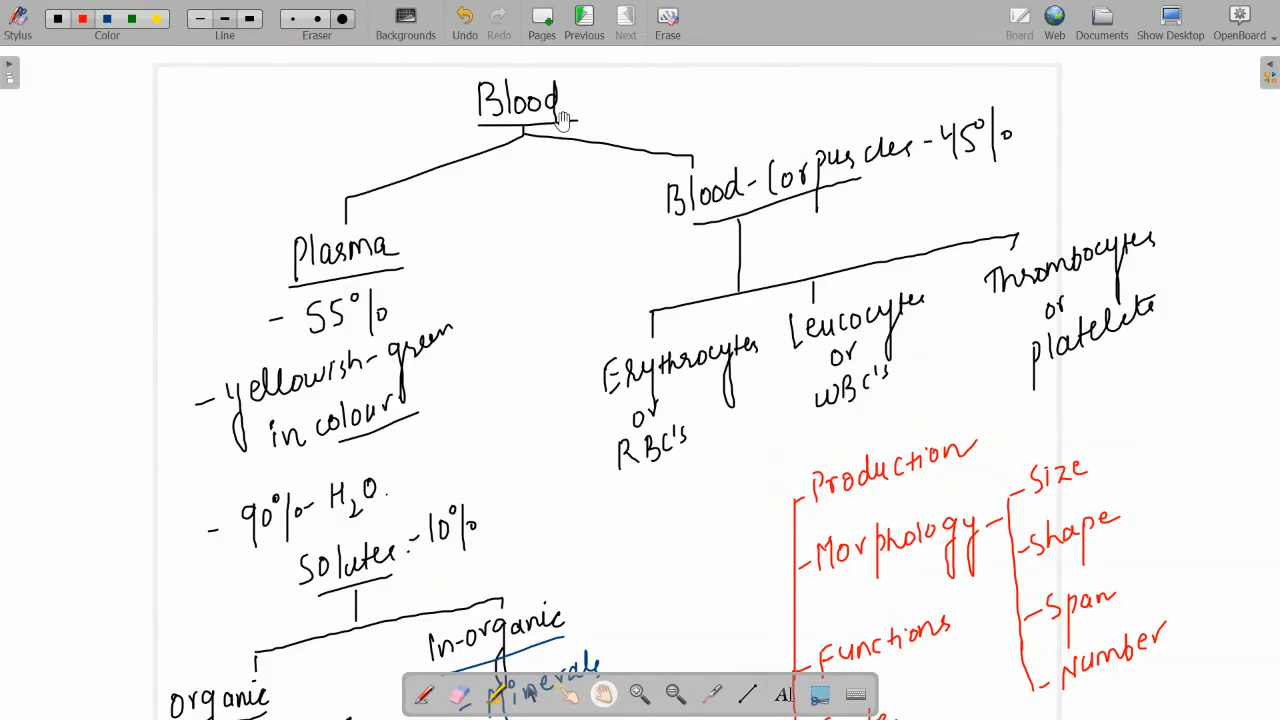 Stylus
Color
Line
Eraser
Backgrounds
Undo
Redo
Pages
Previous
Next
Erase
Board
Web
Documents
Show Desktop
OpenBoard
Blood
Blood-Corpuscles - 45%
Plasma
- 55%
- yellowish-green
in colour
- 90% - H2O.
Solutes - 10%
Organic
In-organic
Minerals
Erythrocytes
or
RBC's
Leucocytes
or
WBC's
Thrombocytes
or
platelets
- Production
- Morphology
- Size
- Shape
- Span
- Number
- Functions